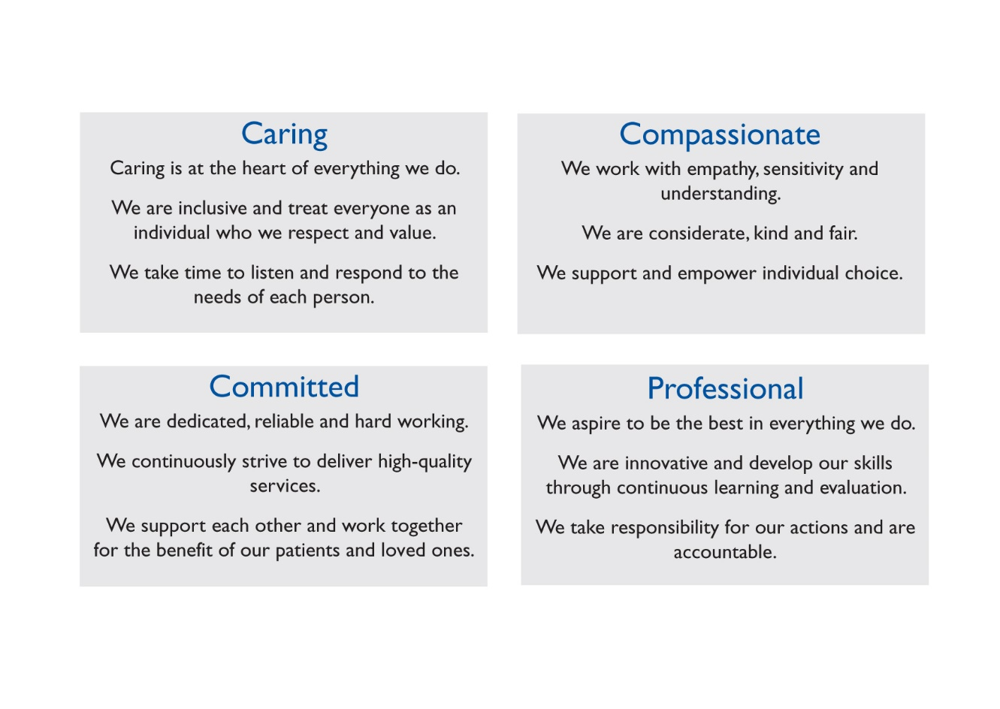 Caring
Caring is at the heart of everything we do.
We are inclusive and treat everyone as an
individual who we respect and value.
We take time to listen and respond to the
needs of each person.
Compassionate
We work with empathy, sensitivity and
understanding.
We are considerate, kind and fair.
We support and empower individual choice.
Committed
We are dedicated, reliable and hard working.
We continuously strive to deliver high-quality
services.
We support each other and work together
for the benefit of our patients and loved ones.
Professional
We aspire to be the best in everything we do.
We are innovative and develop our skills
through continuous learning and evaluation.
We take responsibility for our actions and are
accountable.